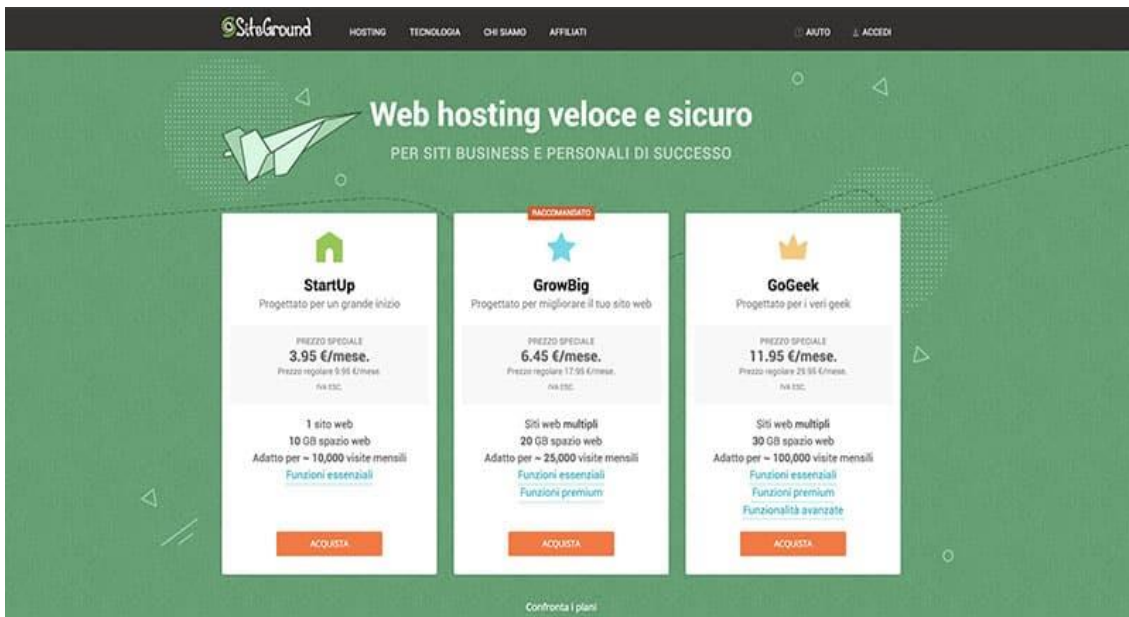 SiteGround
HOSTING TECNOLOGIA CHI SIAMO AFFILIATI AIUTO ACCEDI
Web hosting veloce e sicuro
PER SITI BUSINESS E PERSONALI DI SUCCESSO
StartUp
Progettato per un grande inizio
PREZZO SPECIALE
3.95 €/mese.
Prezzo regolare 9.95 €/mese.
IVA ESC.
1 sito web
10 GB spazio web
Adatto per ~ 10,000 visite mensili
Funzioni essenziali
ACQUISTA
RACCOMANDATO
GrowBig
Progettato per migliorare il tuo sito web
PREZZO SPECIALE
6.45 €/mese.
Prezzo regolare 17.95 €/mese.
IVA ESC.
Siti web multipli
20 GB spazio web
Adatto per ~ 25,000 visite mensili
Funzioni essenziali
Funzioni premium
ACQUISTA
GoGeek
Progettato per i veri geek
PREZZO SPECIALE
11.95 €/mese.
Prezzo regolare 29.95 €/mese.
IVA ESC.
Siti web multipli
30 GB spazio web
Adatto per ~ 100,000 visite mensili
Funzioni essenziali
Funzioni premium
Funzionalità avanzate
ACQUISTA
Confronta i plani